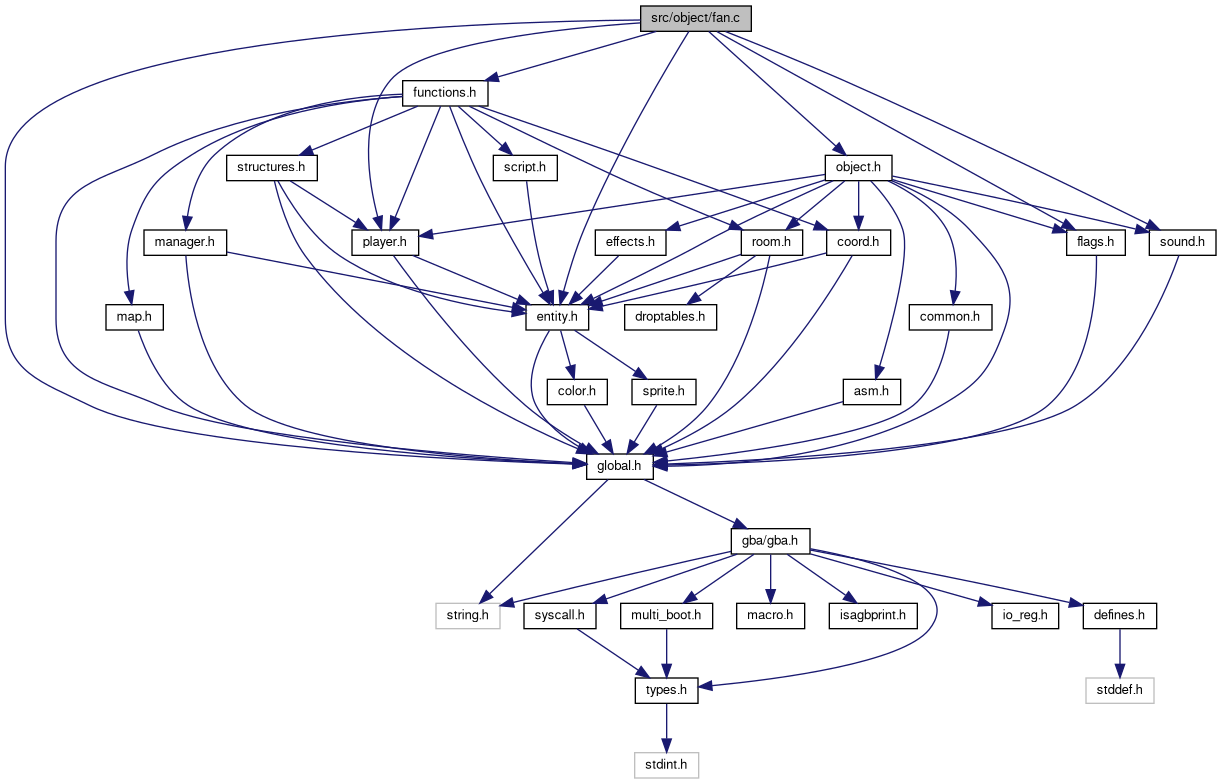 src/object/fan.c
functions.h
structures.h
script.h
object.h
manager.h
player.h
effects.h
room.h
coord.h
flags.h
sound.h
map.h
entity.h
droptables.h
common.h
color.h
sprite.h
asm.h
global.h
gba/gba.h
string.h
syscall.h
multi_boot.h
macro.h
isagbprint.h
io_reg.h
defines.h
types.h
stddef.h
stdint.h